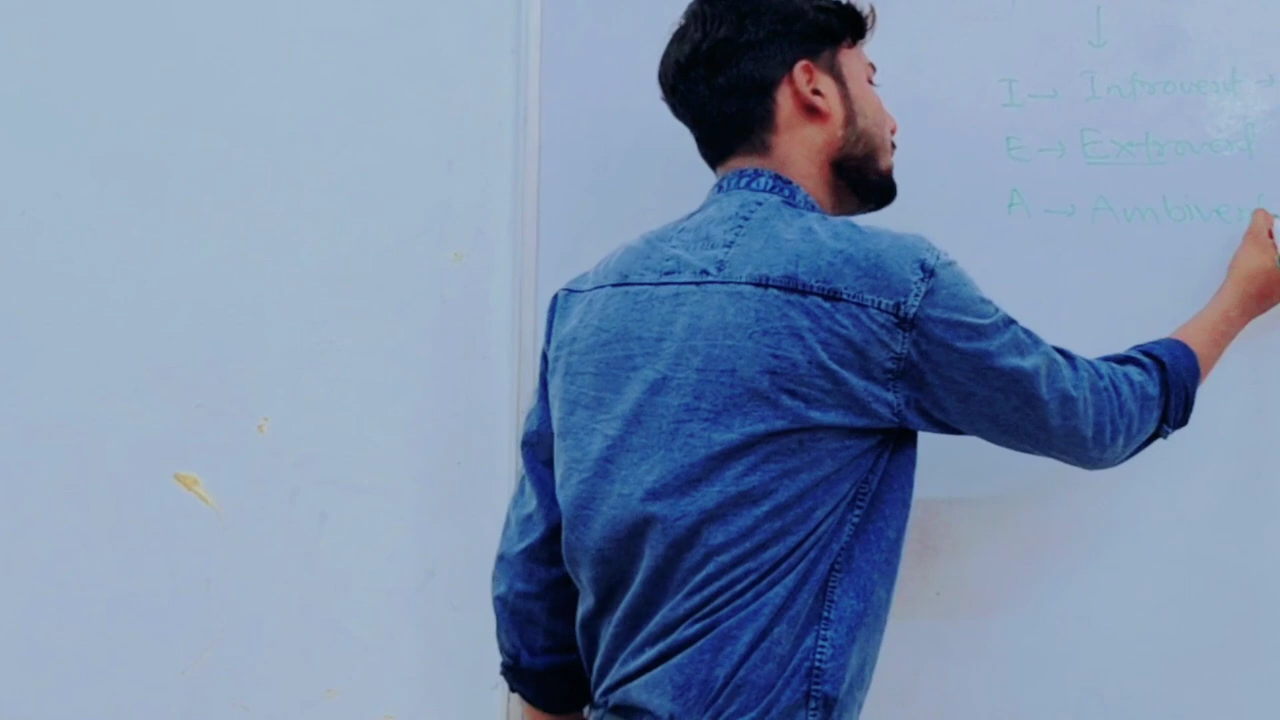 ↓
I → Introvert →
E → Extrovert
A → Ambivert